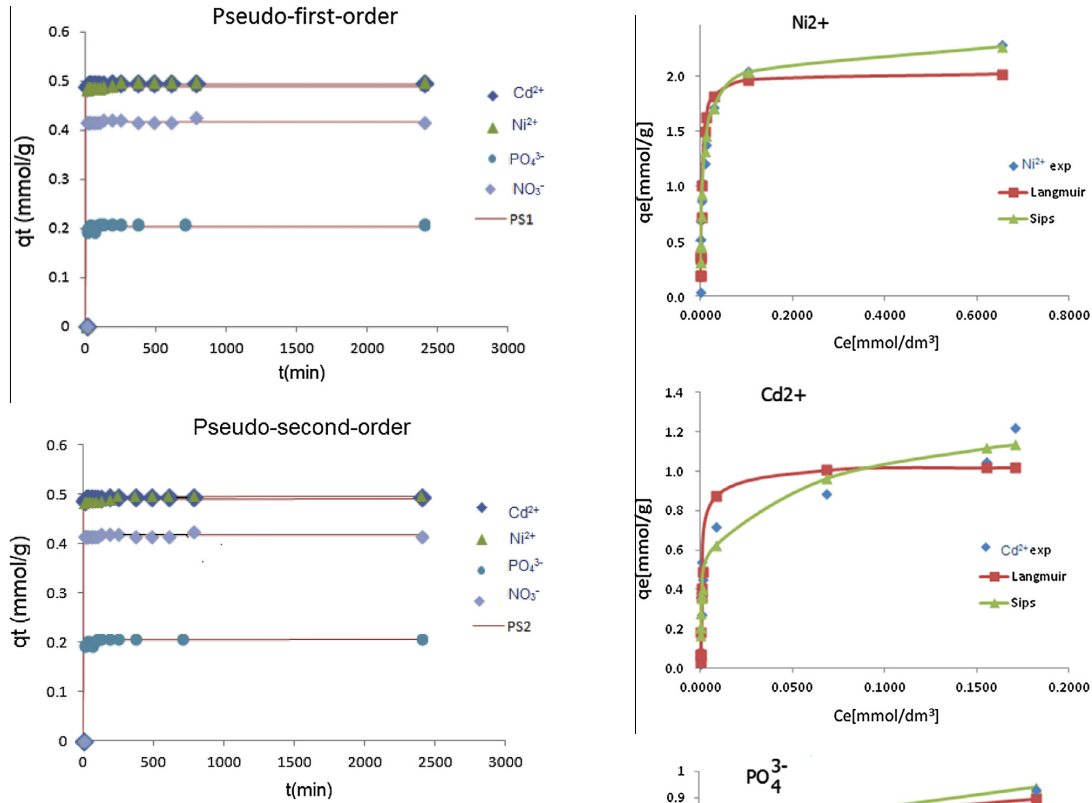 Pseudo-first-order
0.6
0.5
0.4
0.3
0.2
0.1
0
0 500 1000 1500 2000 2500 3000
qt (mmol/g)
t(min)
Cd²⁺
Ni²⁺
PO₄³⁻
NO₃⁻
PS1
Pseudo-second-order
0.6
0.5
0.4
0.3
0.2
0.1
0
0 500 1000 1500 2000 2500 3000
qt (mmol/g)
t(min)
Cd²⁺
Ni²⁺
PO₄³⁻
NO₃⁻
PS2
Ni2+
2.0
1.5
1.0
0.5
0.0
0.0000 0.2000 0.4000 0.6000 0.8000
qe[mmol/g]
Ce[mmol/dm³]
Ni²⁺ exp
Langmuir
Sips
Cd2+
1.4
1.2
1.0
0.8
0.6
0.4
0.2
0.0
0.0000 0.0500 0.1000 0.1500 0.2000
qe[mmol/g]
Ce[mmol/dm³]
Cd²⁺exp
Langmuir
Sips
PO₄³⁻
1
0.9